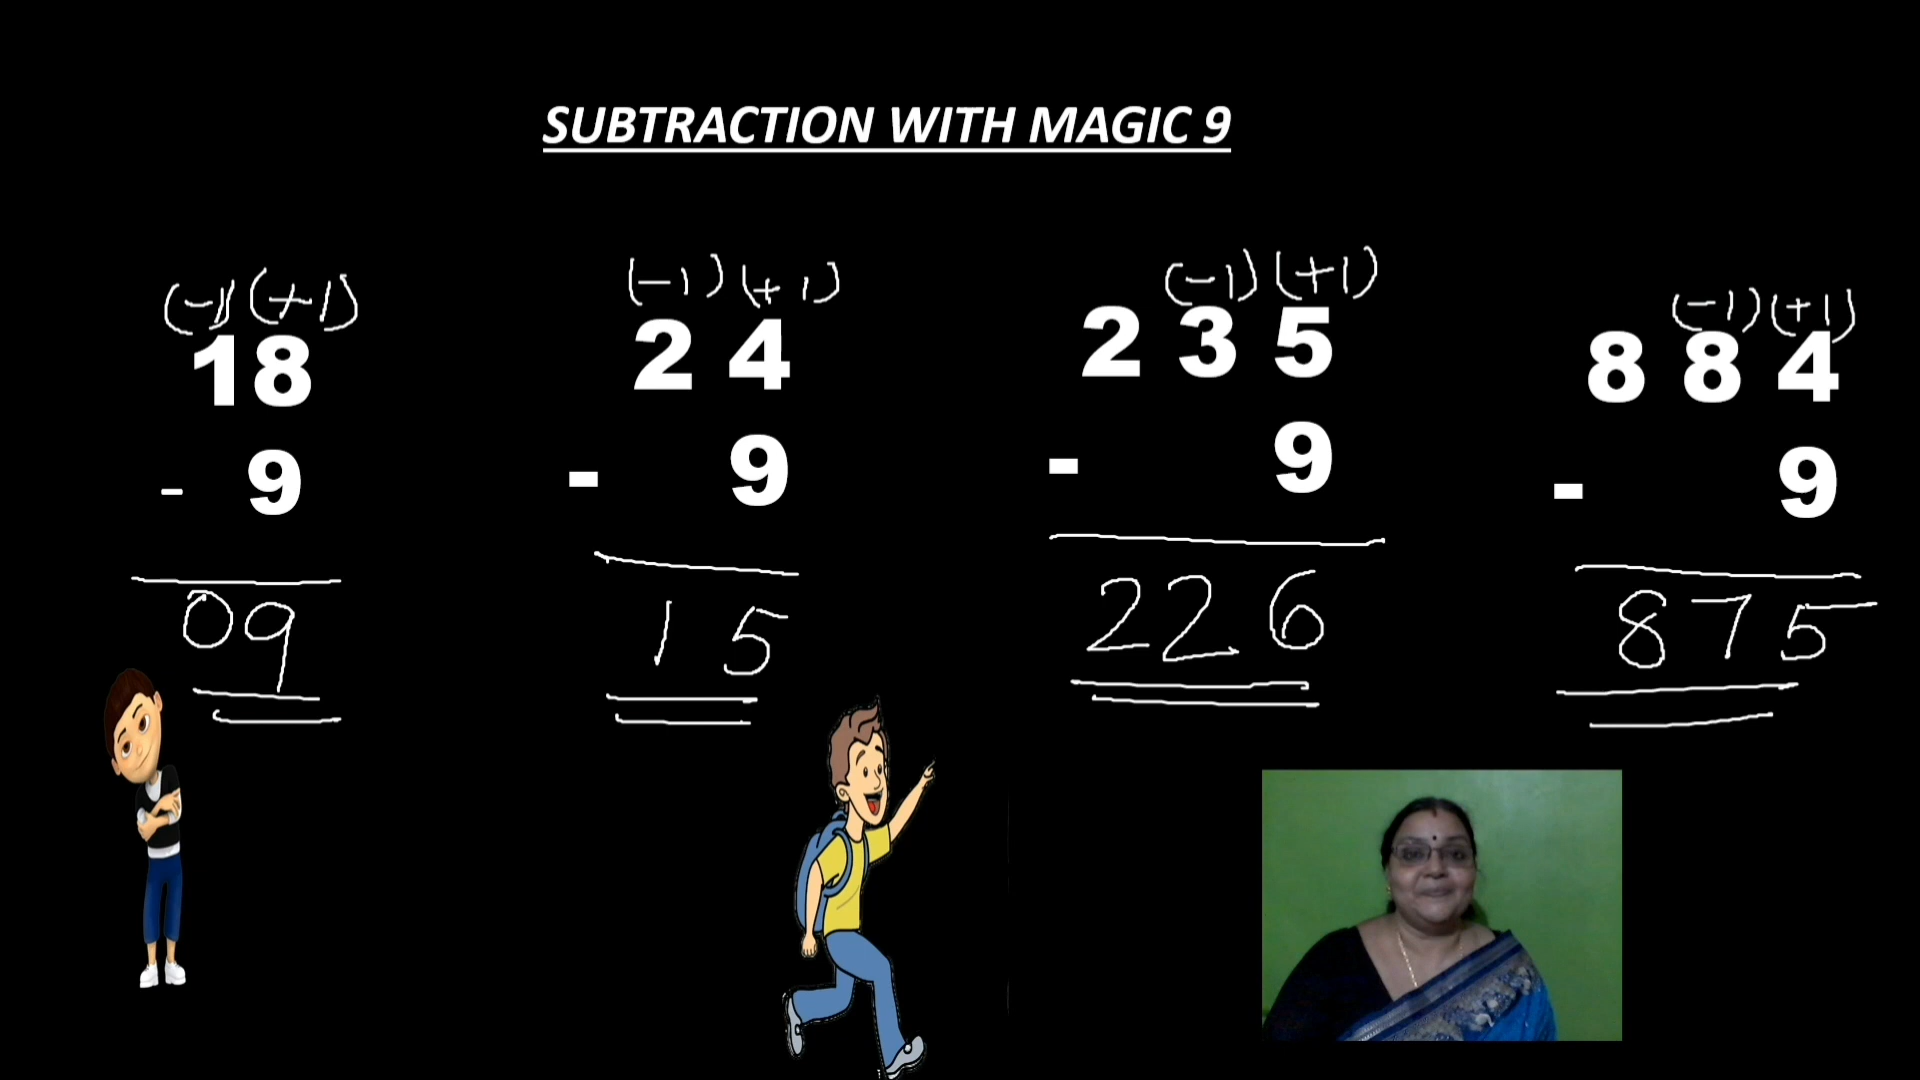 SUBTRACTION WITH MAGIC 9
(-1) (+1)
18
- 9
09
(-1) (+1)
2 4
- 9
1 5
(-1) (+1)
2 3 5
- 9
2 2 6
(-1) (+1)
8 8 4
- 9
8 7 5